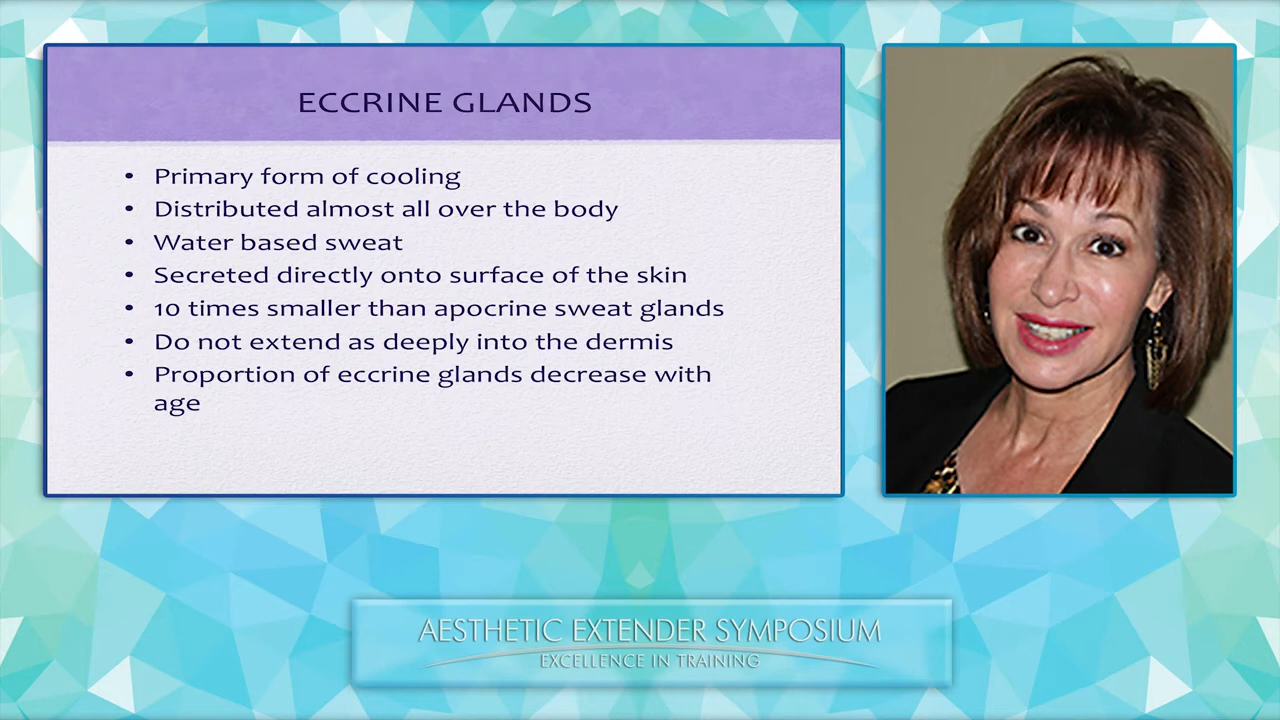 ECCRINE GLANDS
• Primary form of cooling
• Distributed almost all over the body
• Water based sweat
• Secreted directly onto surface of the skin
• 10 times smaller than apocrine sweat glands
• Do not extend as deeply into the dermis
• Proportion of eccrine glands decrease with
age
AESTHETIC EXTENDER SYMPOSIUM
EXCELLENCE IN TRAINING